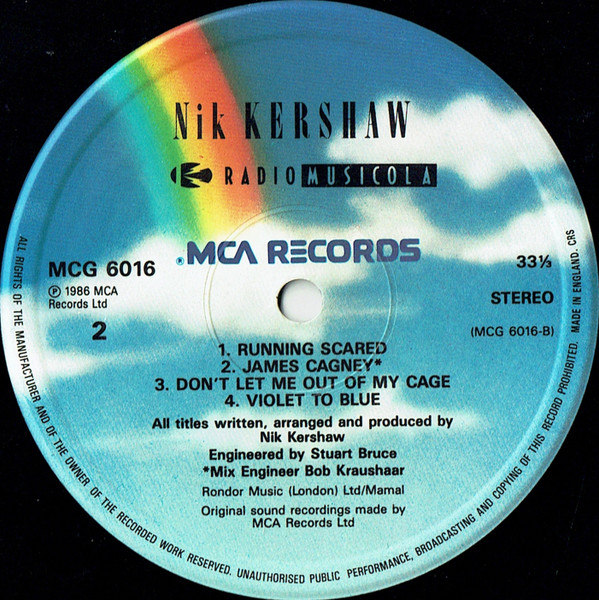 Nik KERSHAW
RADIO MUSICOLA
MCA RECORDS
MCG 6016
℗ 1986 MCA
Records Ltd
2
33⅓
STEREO
(MCG 6016-B)
1. RUNNING SCARED
2. JAMES CAGNEY*
3. DON'T LET ME OUT OF MY CAGE
4. VIOLET TO BLUE
All titles written, arranged and produced by
Nik Kershaw
Engineered by Stuart Bruce
*Mix Engineer Bob Kraushaar
Rondor Music (London) Ltd/Mamal
Original sound recordings made by
MCA Records Ltd
ALL RIGHTS OF THE MANUFACTURER AND OF THE OWNER OF THE RECORDED WORK RESERVED. UNAUTHORISED PUBLIC PERFORMANCE, BROADCASTING AND COPYING OF THIS RECORD PROHIBITED. MADE IN ENGLAND. CRS